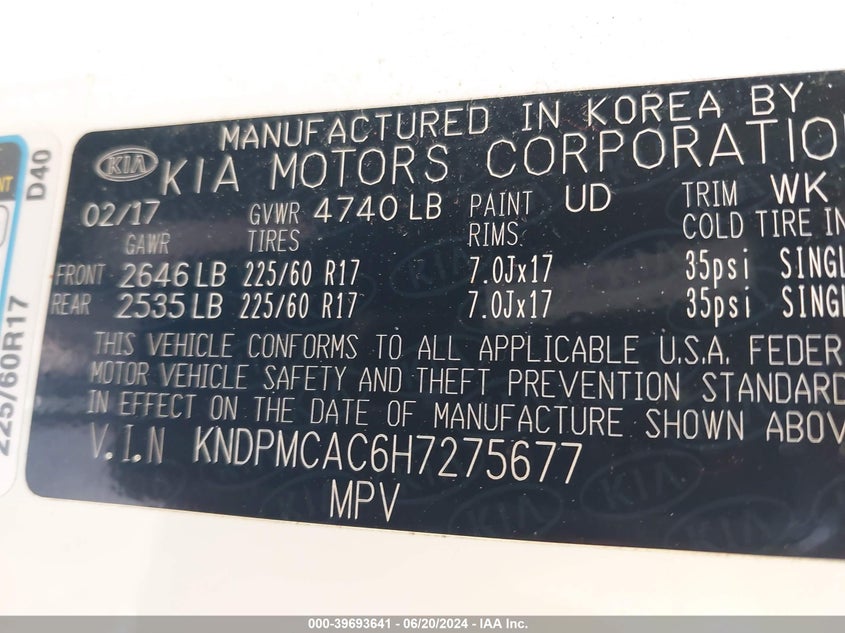 MANUFACTURED IN KOREA BY
KIA KIA MOTORS CORPORATIO
02/17 GVWR 4740 LB PAINT UD TRIM WK
GAWR TIRES RIMS COLD TIRE IN
FRONT 2646 LB 225/60 R17 7.0Jx17 35psi SINGL
REAR 2535 LB 225/60 R17 7.0Jx17 35psi SINGL
THIS VEHICLE CONFORMS TO ALL APPLICABLE U.S.A. FEDER
MOTOR VEHICLE SAFETY AND THEFT PREVENTION STANDARD
IN EFFECT ON THE DATE OF MANUFACTURE SHOWN ABOV
V.I.N KNDPMCAC6H7275677
MPV
D40
225/60R17
000-39693641 - 06/20/2024 - IAA Inc.